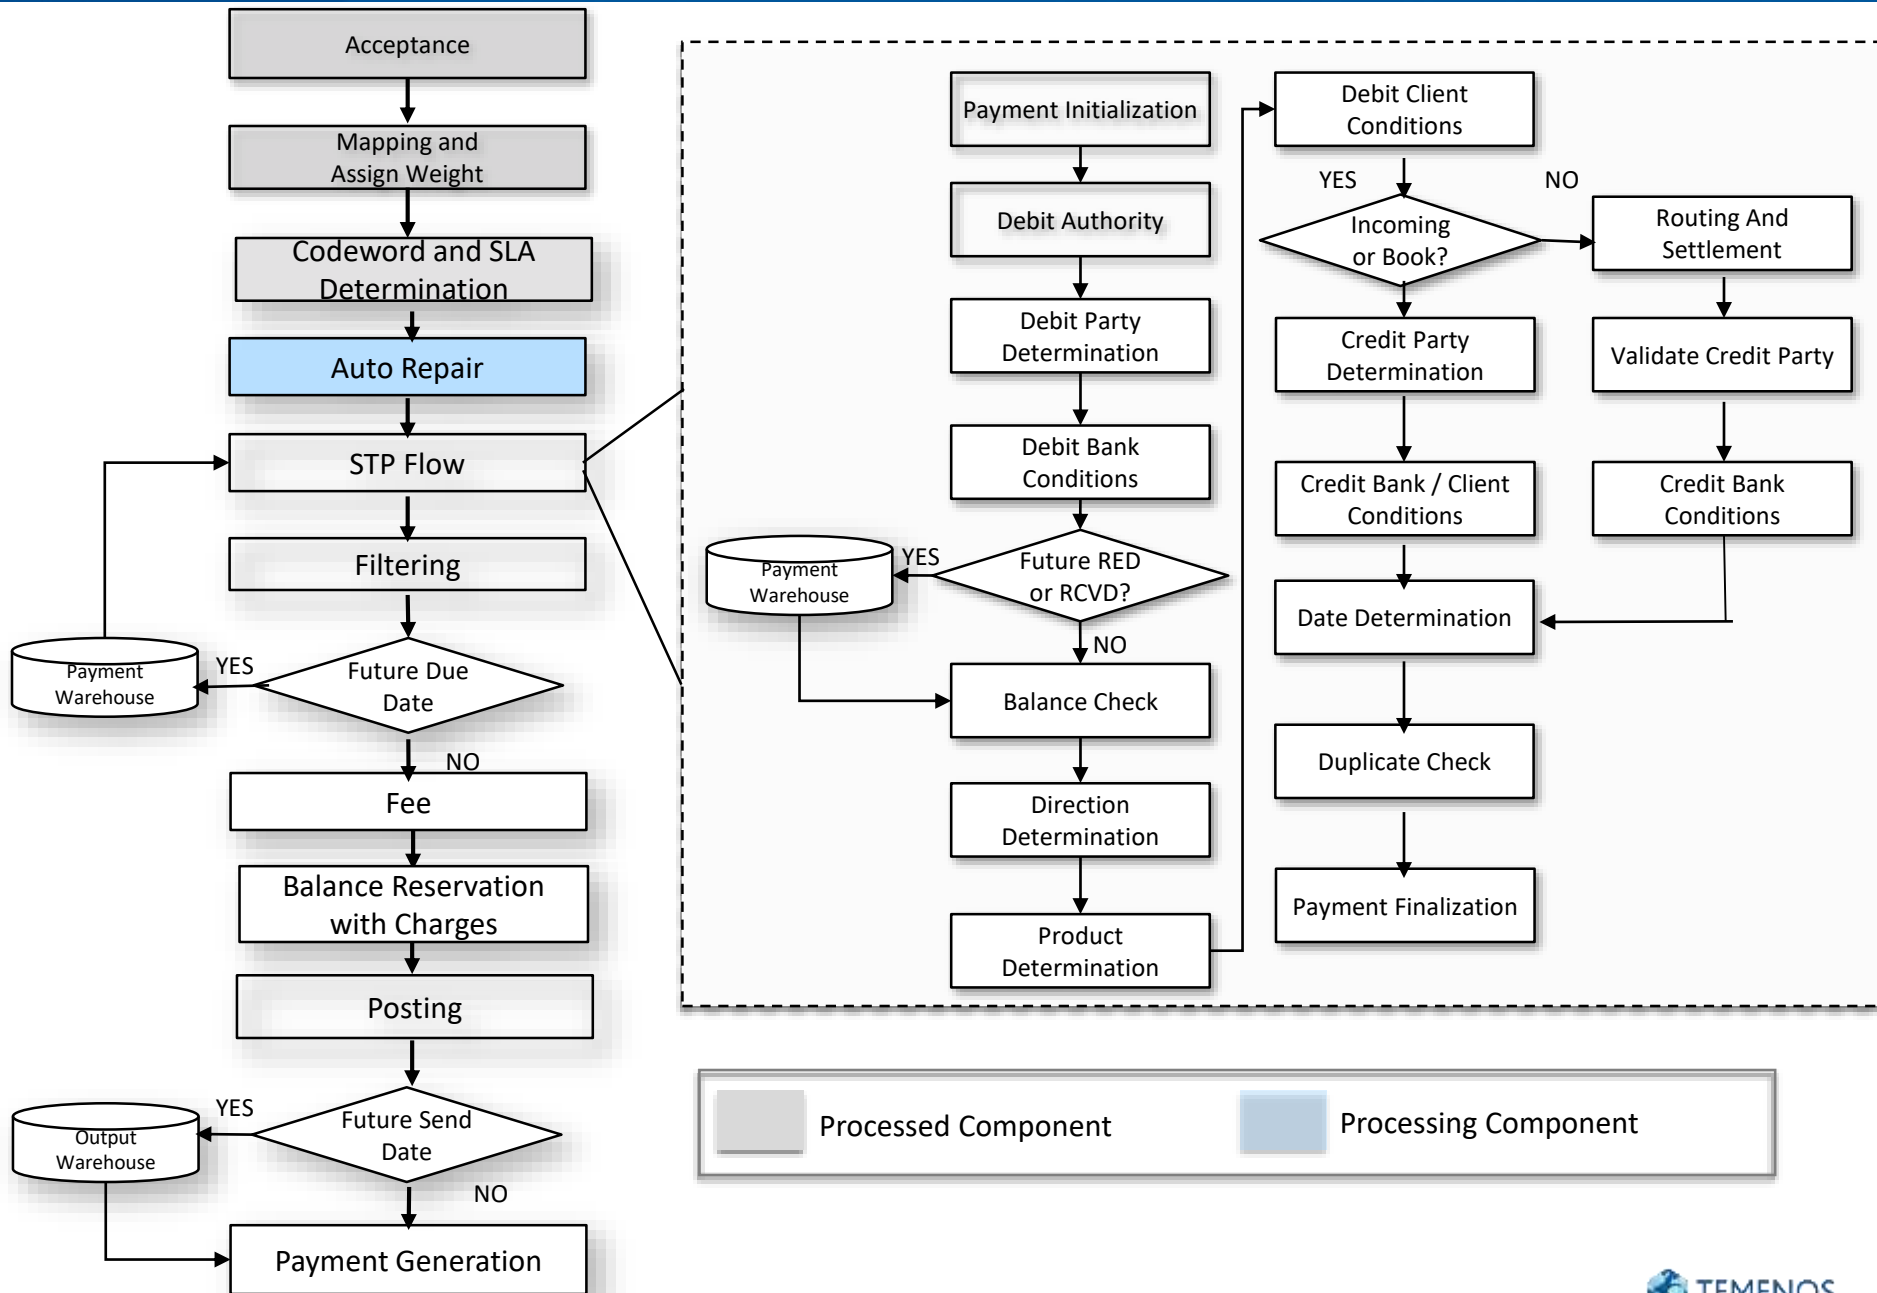 Acceptance
Mapping and
Assign Weight
Codeword and SLA
Determination
Auto Repair
STP Flow
Filtering
Future Due
Date
YES
Payment
Warehouse
NO
Fee
Balance Reservation
with Charges
Posting
Future Send
Date
YES
Output
Warehouse
NO
Payment Generation
Payment Initialization
Debit Authority
Debit Party
Determination
Debit Bank
Conditions
Future RED
or RCVD?
YES
Payment
Warehouse
NO
Balance Check
Direction
Determination
Product
Determination
Debit Client
Conditions
YES
NO
Incoming
or Book?
Routing And
Settlement
Credit Party
Determination
Validate Credit Party
Credit Bank / Client
Conditions
Credit Bank
Conditions
Date Determination
Duplicate Check
Payment Finalization
Processed Component
Processing Component
TEMENOS